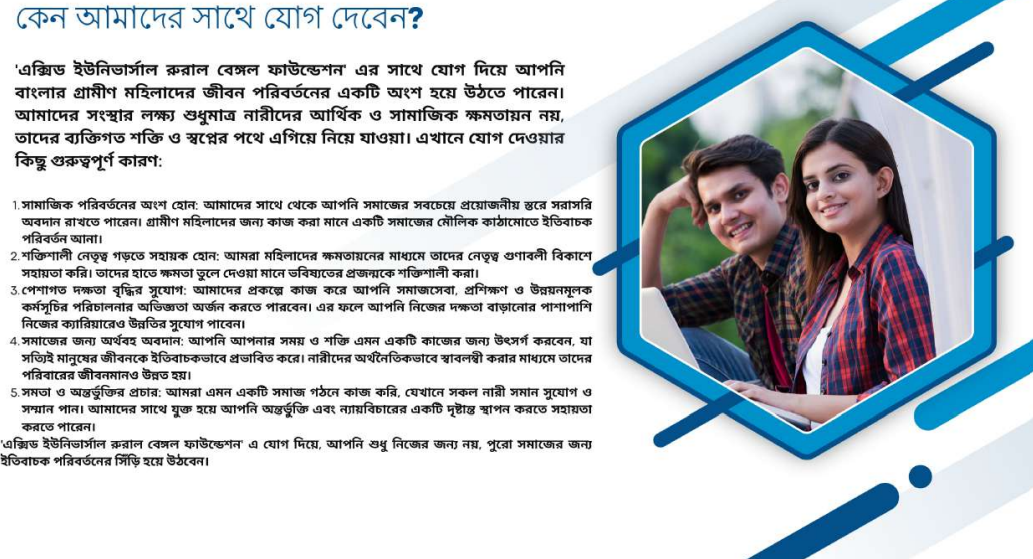 কেন আমাদের সাথে যোগ দেবেন?
'এক্সিড ইউনিভার্সাল রুরাল বেঙ্গল ফাউন্ডেশন' এর সাথে যোগ দিয়ে আপনি
বাংলার গ্রামীণ মহিলাদের জীবন পরিবর্তনের একটি অংশ হয়ে উঠতে পারেন।
আমাদের সংস্থার লক্ষ্য শুধুমাত্র নারীদের আর্থিক ও সামাজিক ক্ষমতায়ন নয়,
তাদের ব্যক্তিগত শক্তি ও স্বপ্নের পথে এগিয়ে নিয়ে যাওয়া। এখানে যোগ দেওয়ার
কিছু গুরুত্বপূর্ণ কারণ:
1. সামাজিক পরিবর্তনের অংশ হোন: আমাদের সাথে থেকে আপনি সমাজের সবচেয়ে প্রয়োজনীয় স্তরে সরাসরি
অবদান রাখতে পারেন। গ্রামীণ মহিলাদের জন্য কাজ করা মানে একটি সমাজের মৌলিক কাঠামোতে ইতিবাচক
পরিবর্তন আনা।
2. শক্তিশালী নেতৃত্ব গড়তে সহায়ক হোন: আমরা মহিলাদের ক্ষমতায়নের মাধ্যমে তাদের নেতৃত্ব গুণাবলী বিকাশে
সহায়তা করি। তাদের হাতে ক্ষমতা তুলে দেওয়া মানে ভবিষ্যতের প্রজন্মকে শক্তিশালী করা।
3. পেশাগত দক্ষতা বৃদ্ধির সুযোগ: আমাদের প্রকল্পে কাজ করে আপনি সমাজসেবা, প্রশিক্ষণ ও উন্নয়নমূলক
কর্মসূচির পরিচালনার অভিজ্ঞতা অর্জন করতে পারবেন। এর ফলে আপনি নিজের দক্ষতা বাড়ানোর পাশাপাশি
নিজের ক্যারিয়ারেও উন্নতির সুযোগ পাবেন।
4. সমাজের জন্য অর্থবহ অবদান: আপনি আপনার সময় ও শক্তি এমন একটি কাজের জন্য উৎসর্গ করবেন, যা
সত্যিই মানুষের জীবনকে ইতিবাচকভাবে প্রভাবিত করে। নারীদের অর্থনৈতিকভাবে স্বাবলম্বী করার মাধ্যমে তাদের
পরিবারের জীবনমানও উন্নত হয়।
5. সমতা ও অন্তর্ভুক্তির প্রচার: আমরা এমন একটি সমাজ গঠনে কাজ করি, যেখানে সকল নারী সমান সুযোগ ও
সম্মান পান। আমাদের সাথে যুক্ত হয়ে আপনি অন্তর্ভুক্তি এবং ন্যায়বিচারের একটি দৃষ্টান্ত স্থাপন করতে সহায়তা
করতে পারেন।
'এক্সিড ইউনিভার্সাল রুরাল বেঙ্গল ফাউন্ডেশন' এ যোগ দিয়ে, আপনি শুধু নিজের জন্য নয়, পুরো সমাজের জন্য
ইতিবাচক পরিবর্তনের সিঁড়ি হয়ে উঠবেন।